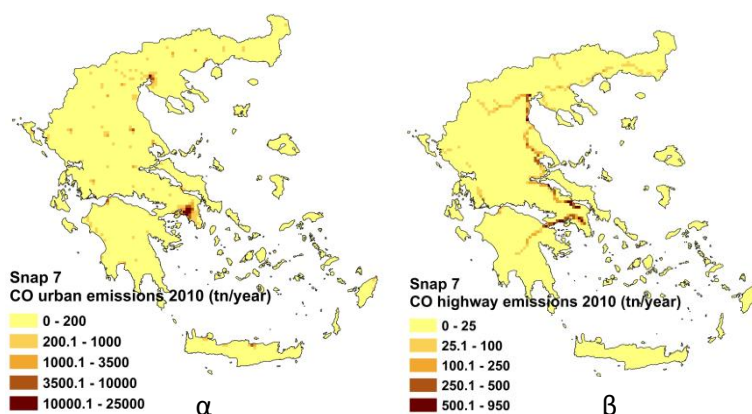 Snap 7
CO urban emissions 2010 (tn/year)
0 - 200
200.1 - 1000
1000.1 - 3500
3500.1 - 10000
10000.1 - 25000
α
Snap 7
CO highway emissions 2010 (tn/year)
0 - 25
25.1 - 100
100.1 - 250
250.1 - 500
500.1 - 950
β